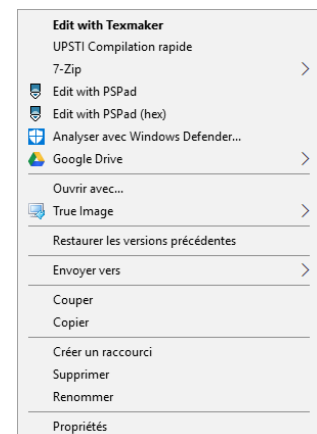 Edit with Texmaker
UPSTI Compilation rapide
7-Zip
Edit with PSPad
Edit with PSPad (hex)
Analyser avec Windows Defender...
Google Drive
Ouvrir avec...
True Image
Restaurer les versions précédentes
Envoyer vers
Couper
Copier
Créer un raccourci
Supprimer
Renommer
Propriétés